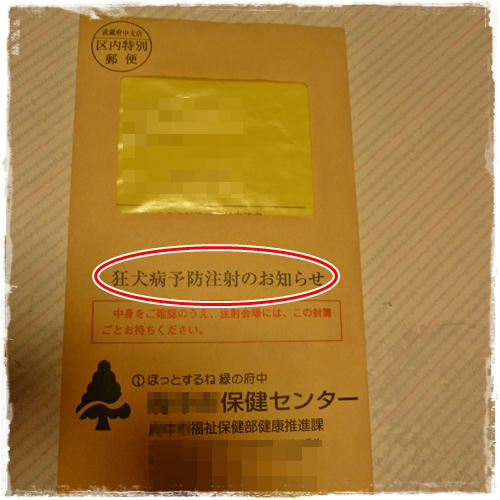 武蔵府中支店
区内特別
郵便
狂犬病予防注射のお知らせ
中身をご確認のうえ、注射会場には、この封筒
ごとお持ちください。
ほっとするね 緑の府中
保健センター
福祉保健部健康推進課